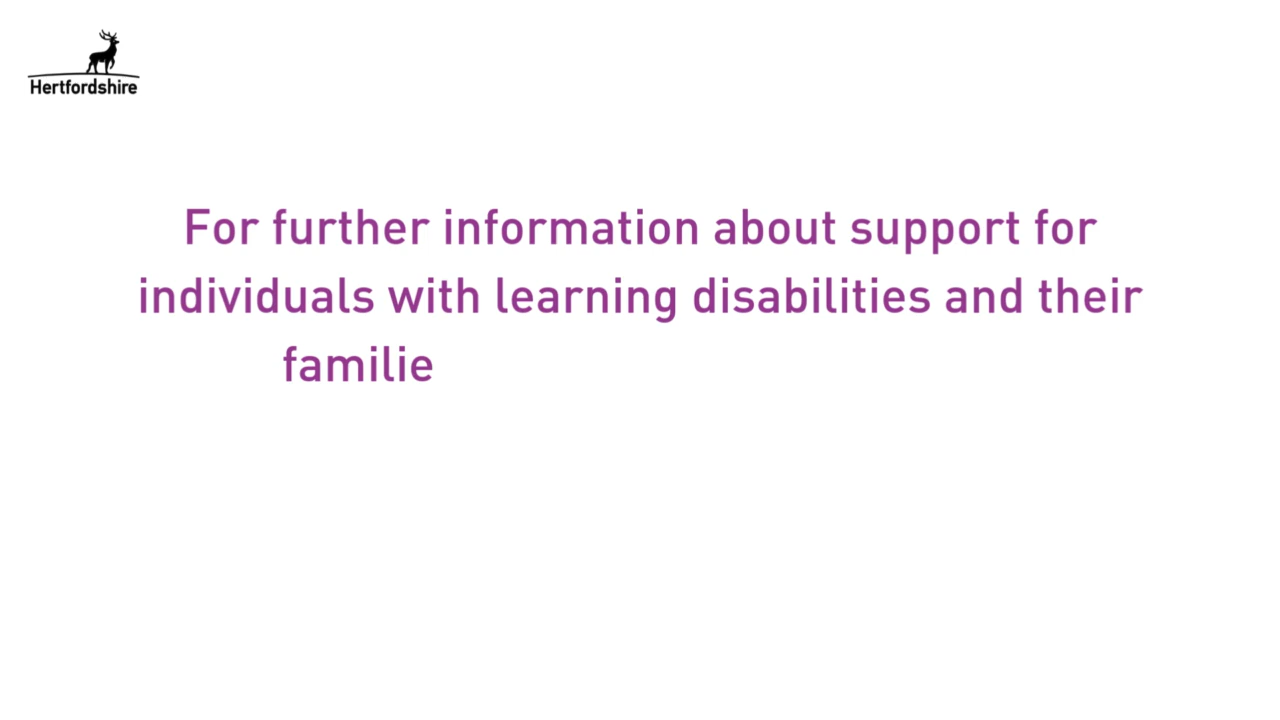 Hertfordshire
For further information about support for
individuals with learning disabilities and their
familie